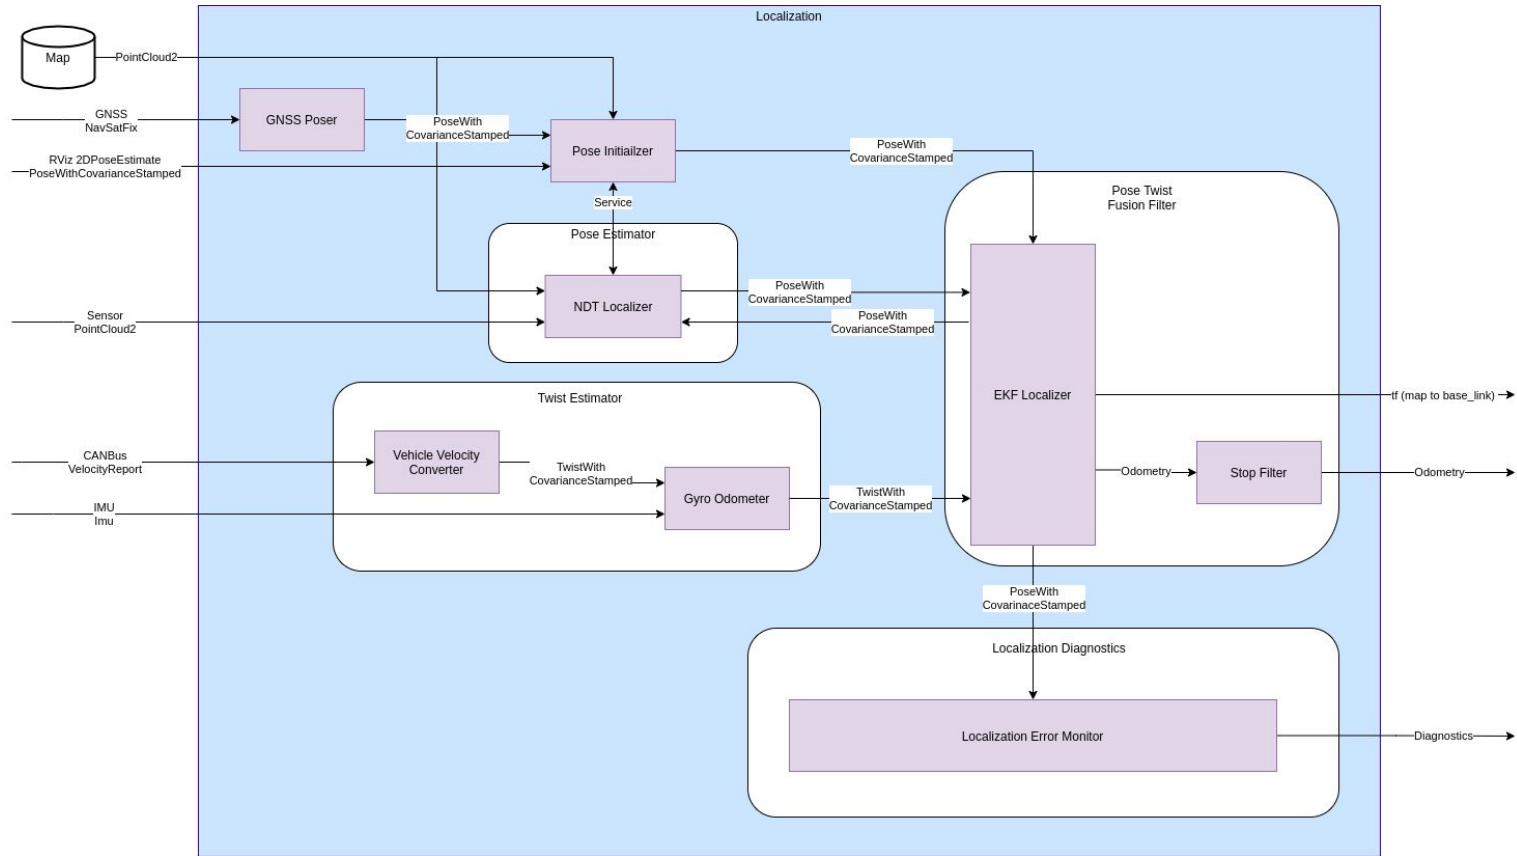 Localization
Map
PointCloud2
GNSS
NavSatFix
GNSS Poser
PoseWith
CovarianceStamped
RViz 2DPoseEstimate
PoseWithCovarianceStamped
Pose Initiailzer
PoseWith
CovarianceStamped
Pose Twist
Fusion Filter
Service
Pose Estimator
NDT Localizer
PoseWith
CovarianceStamped
Sensor
PointCloud2
PoseWith
CovarianceStamped
EKF Localizer
tf (map to base_link)
Twist Estimator
CANBus
VelocityReport
Vehicle Velocity
Converter
TwistWith
CovarianceStamped
Gyro Odometer
TwistWith
CovarianceStamped
Odometry
Stop Filter
Odometry
IMU
Imu
PoseWith
CovarinaceStamped
Localization Diagnostics
Localization Error Monitor
Diagnostics